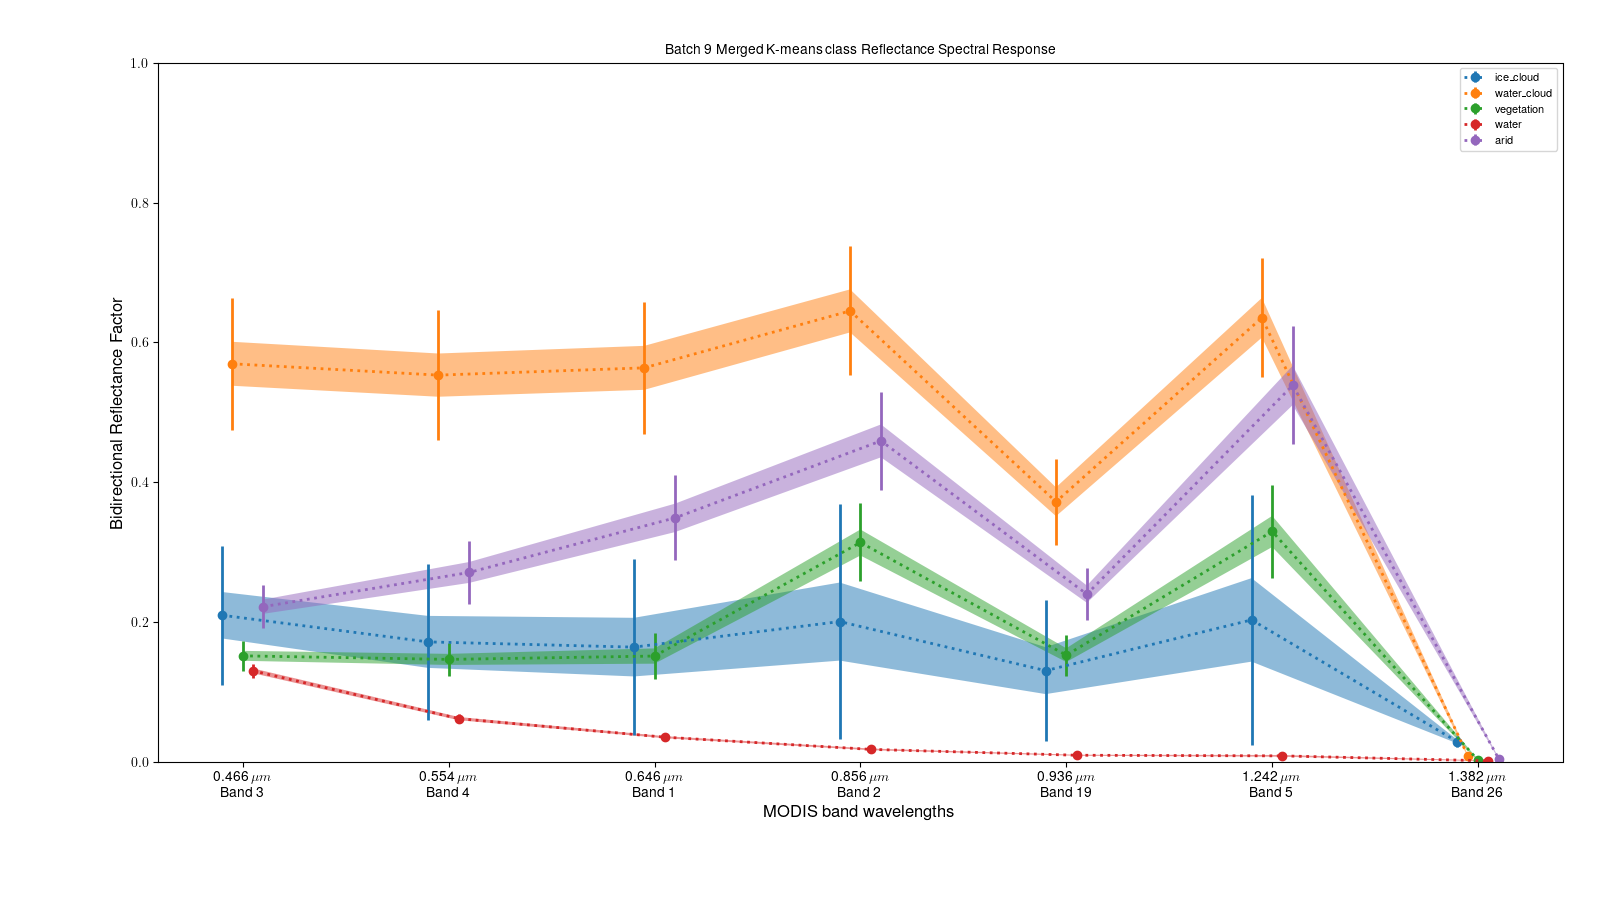 Batch 9 Merged K-means class Reflectance Spectral Response
1.0
0.8
0.6
0.4
0.2
0.0
Bidirectional Reflectance Factor
ice_cloud
water_cloud
vegetation
water
arid
0.466 μm 0.554 μm 0.646 μm 0.856 μm 0.936 μm 1.242 μm 1.382 μm
Band 3 Band 4 Band 1 Band 2 Band 19 Band 5 Band 26
MODIS band wavelengths